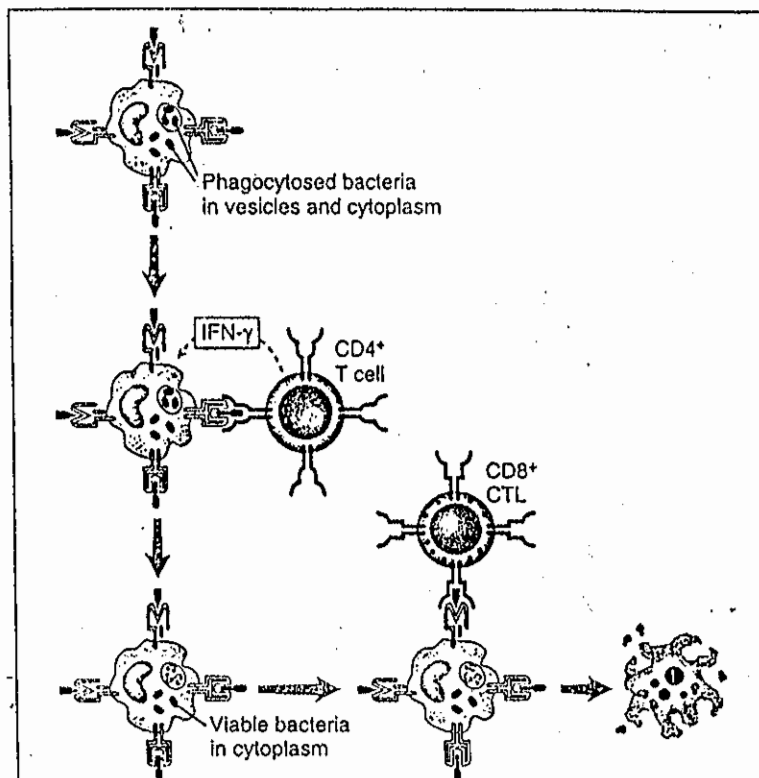 Phagocytosed bacteria
in vesicles and cytoplasm
IFN-γ
CD4⁺
T cell
CD8⁺
CTL
Viable bacteria
in cytoplasm